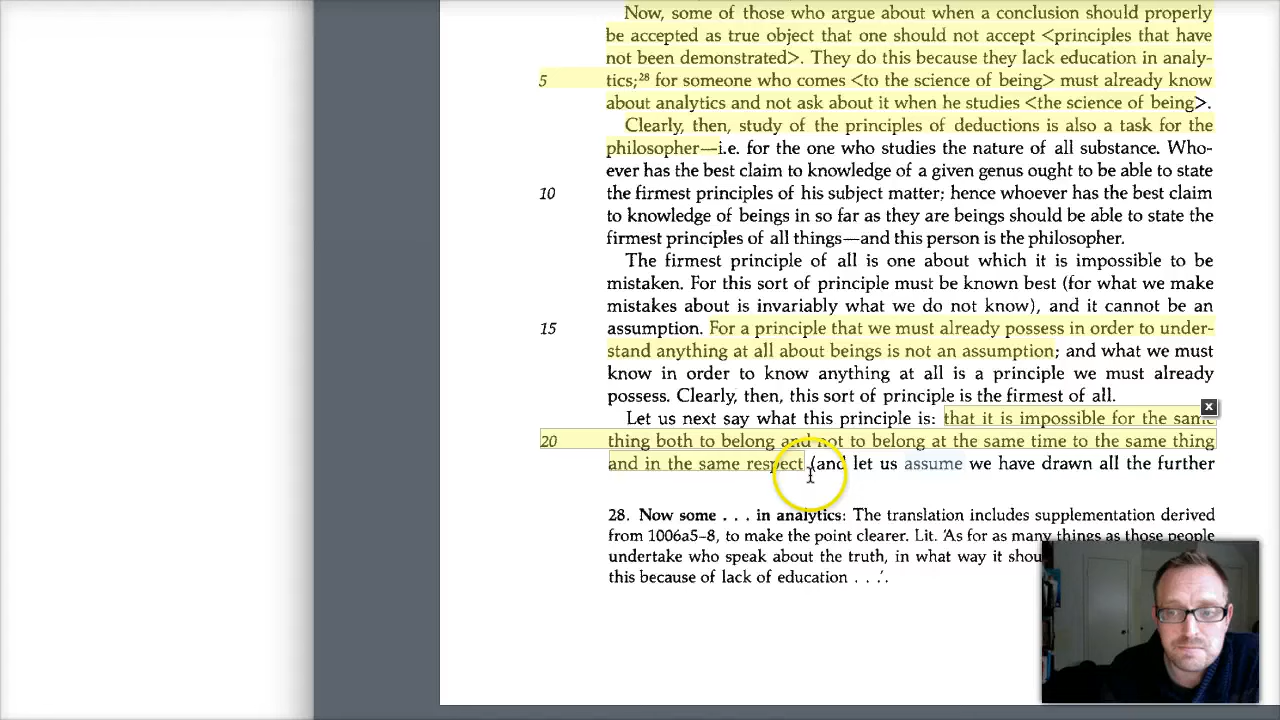 Now, some of those who argue about when a conclusion should properly
be accepted as true object that one should not accept <principles that have
not been demonstrated>. They do this because they lack education in analy-
5 tics;28 for someone who comes <to the science of being> must already know
about analytics and not ask about it when he studies <the science of being>.
Clearly, then, study of the principles of deductions is also a task for the
philosopher—i.e. for the one who studies the nature of all substance. Who-
ever has the best claim to knowledge of a given genus ought to be able to state
10 the firmest principles of his subject matter; hence whoever has the best claim
to knowledge of beings in so far as they are beings should be able to state the
firmest principles of all things—and this person is the philosopher.
The firmest principle of all is one about which it is impossible to be
mistaken. For this sort of principle must be known best (for what we make
mistakes about is invariably what we do not know), and it cannot be an
15 assumption. For a principle that we must already possess in order to under-
stand anything at all about beings is not an assumption; and what we must
know in order to know anything at all is a principle we must already
possess. Clearly, then, this sort of principle is the firmest of all.
Let us next say what this principle is: that it is impossible for the same
20 thing both to belong and not to belong at the same time to the same thing
and in the same respect (and let us assume we have drawn all the further
28. Now some . . . in analytics: The translation includes supplementation derived
from 1006a5–8, to make the point clearer. Lit. 'As for as many things as those people
undertake who speak about the truth, in what way it
this because of lack of education . . .'.